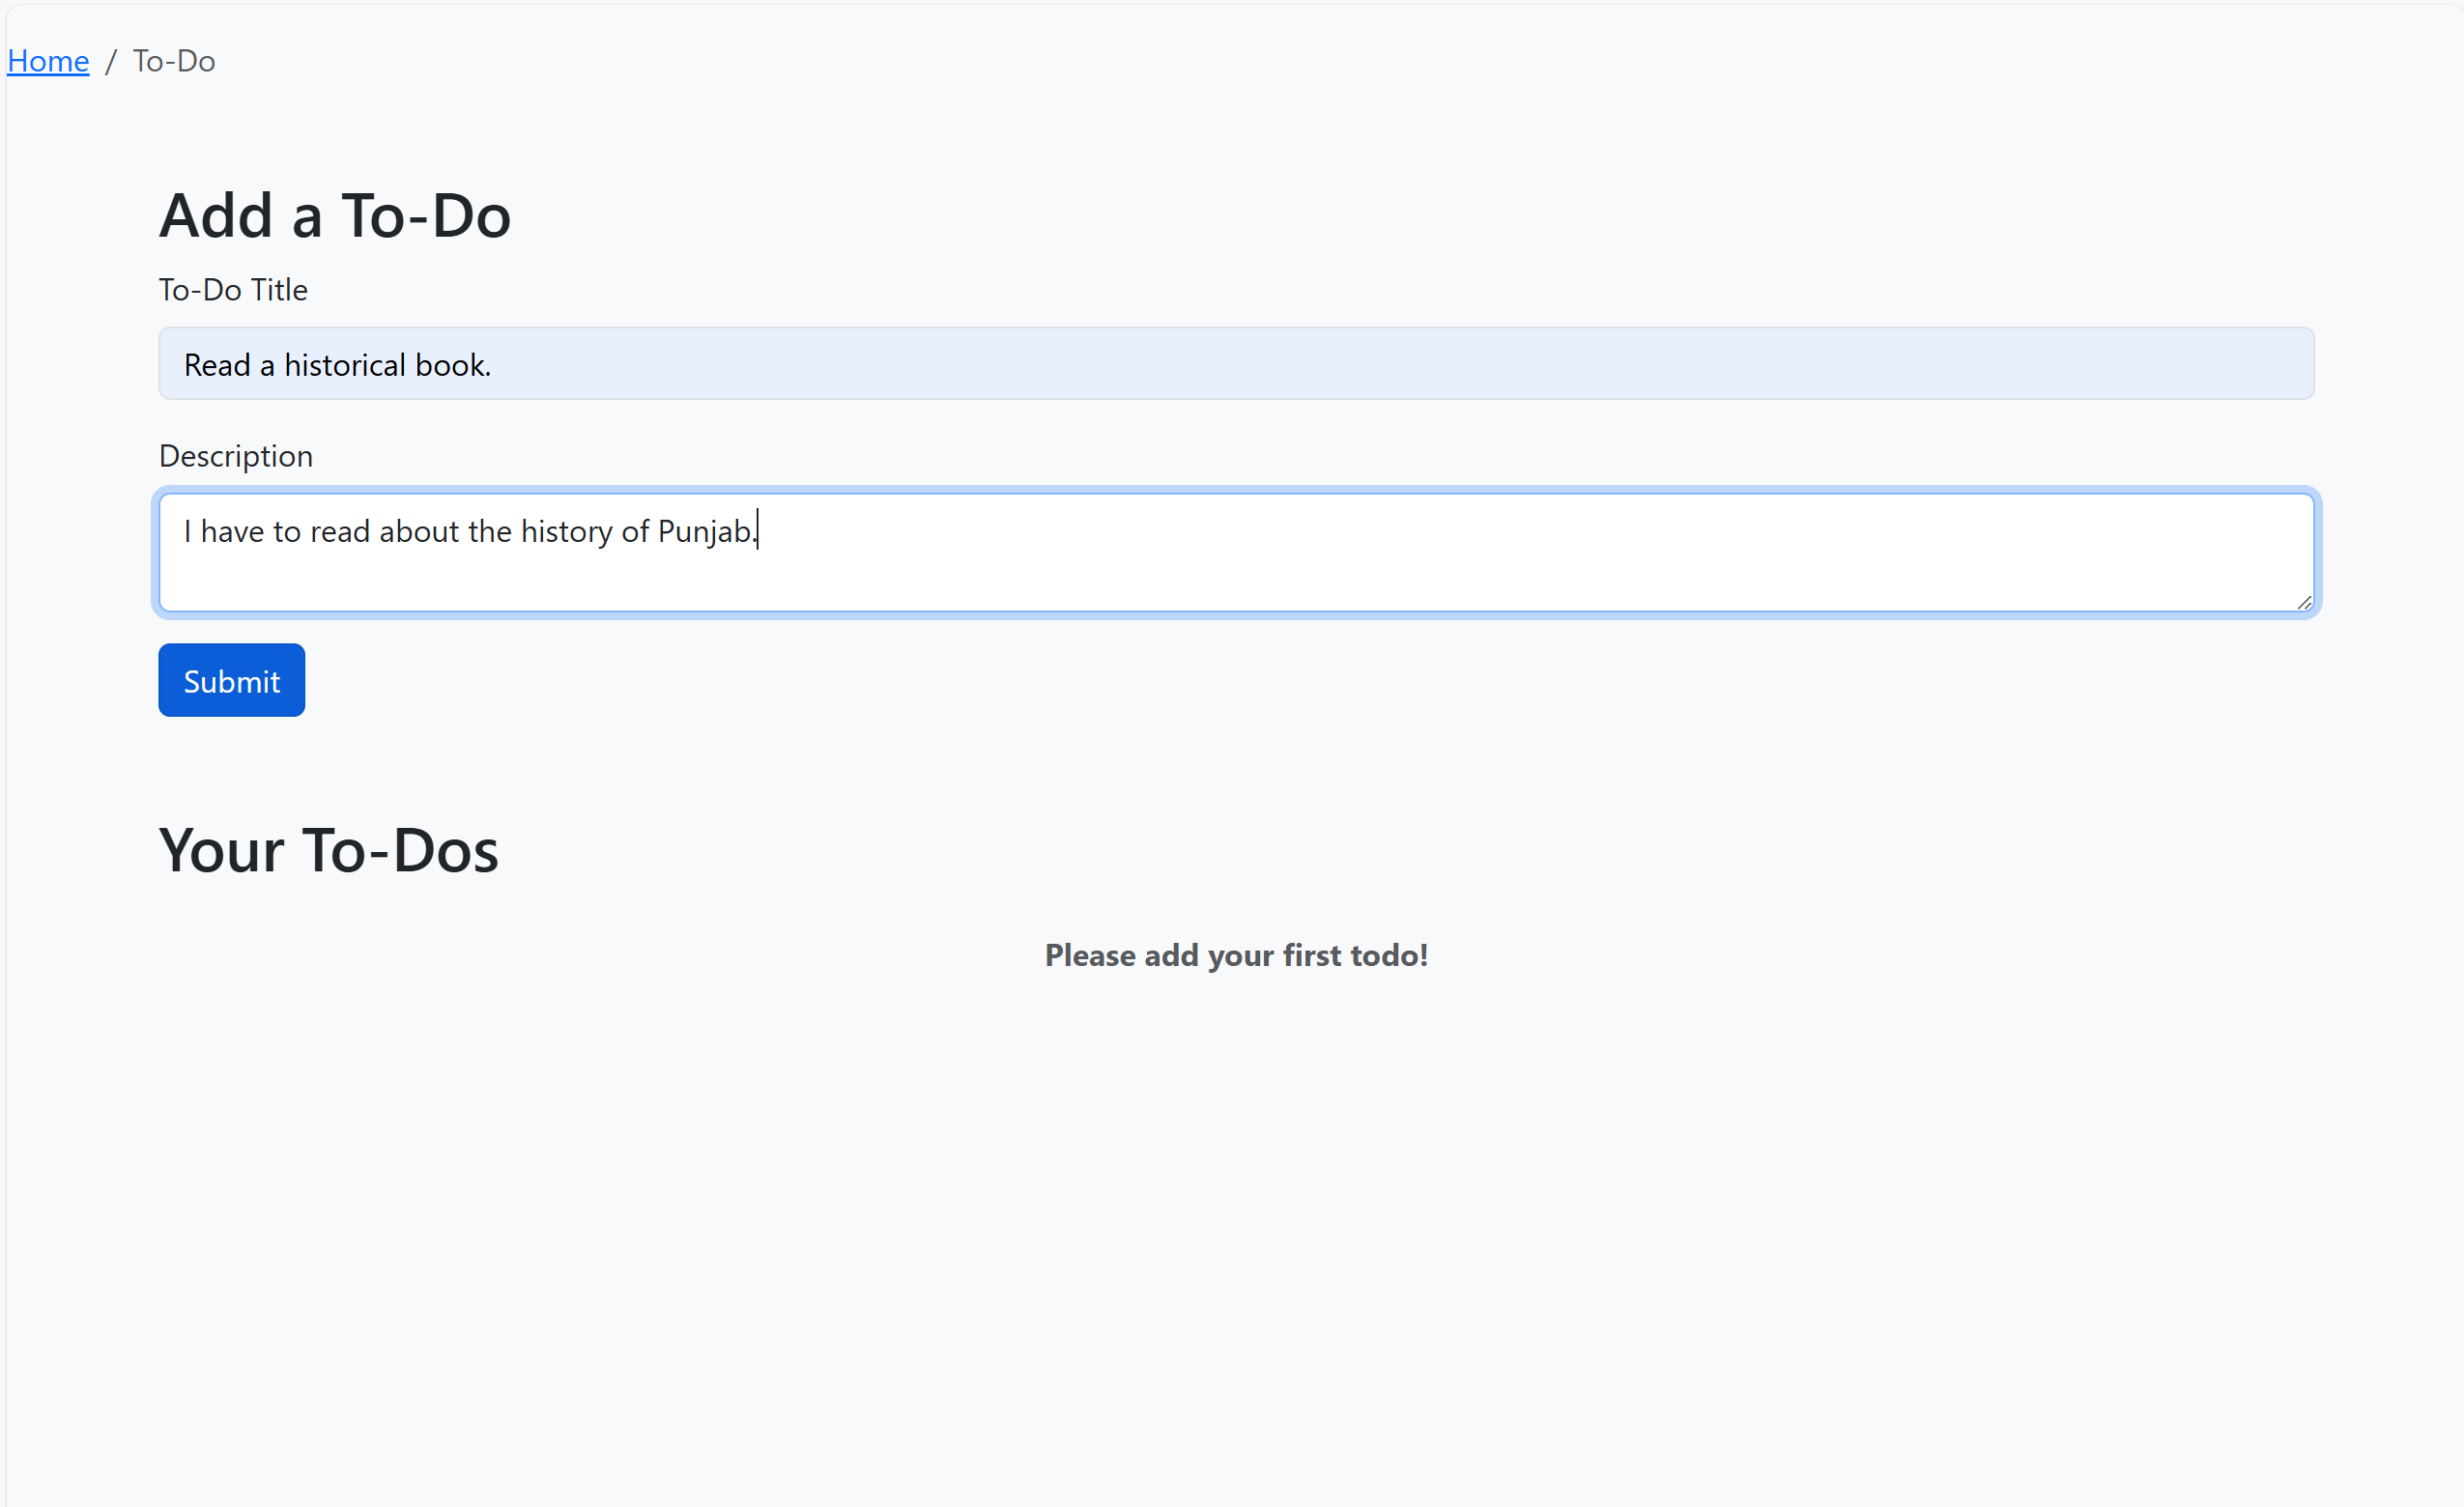 Home / To-Do
Add a To-Do
To-Do Title
Read a historical book.
Description
I have to read about the history of Punjab.
Submit
Your To-Dos
Please add your first todo!